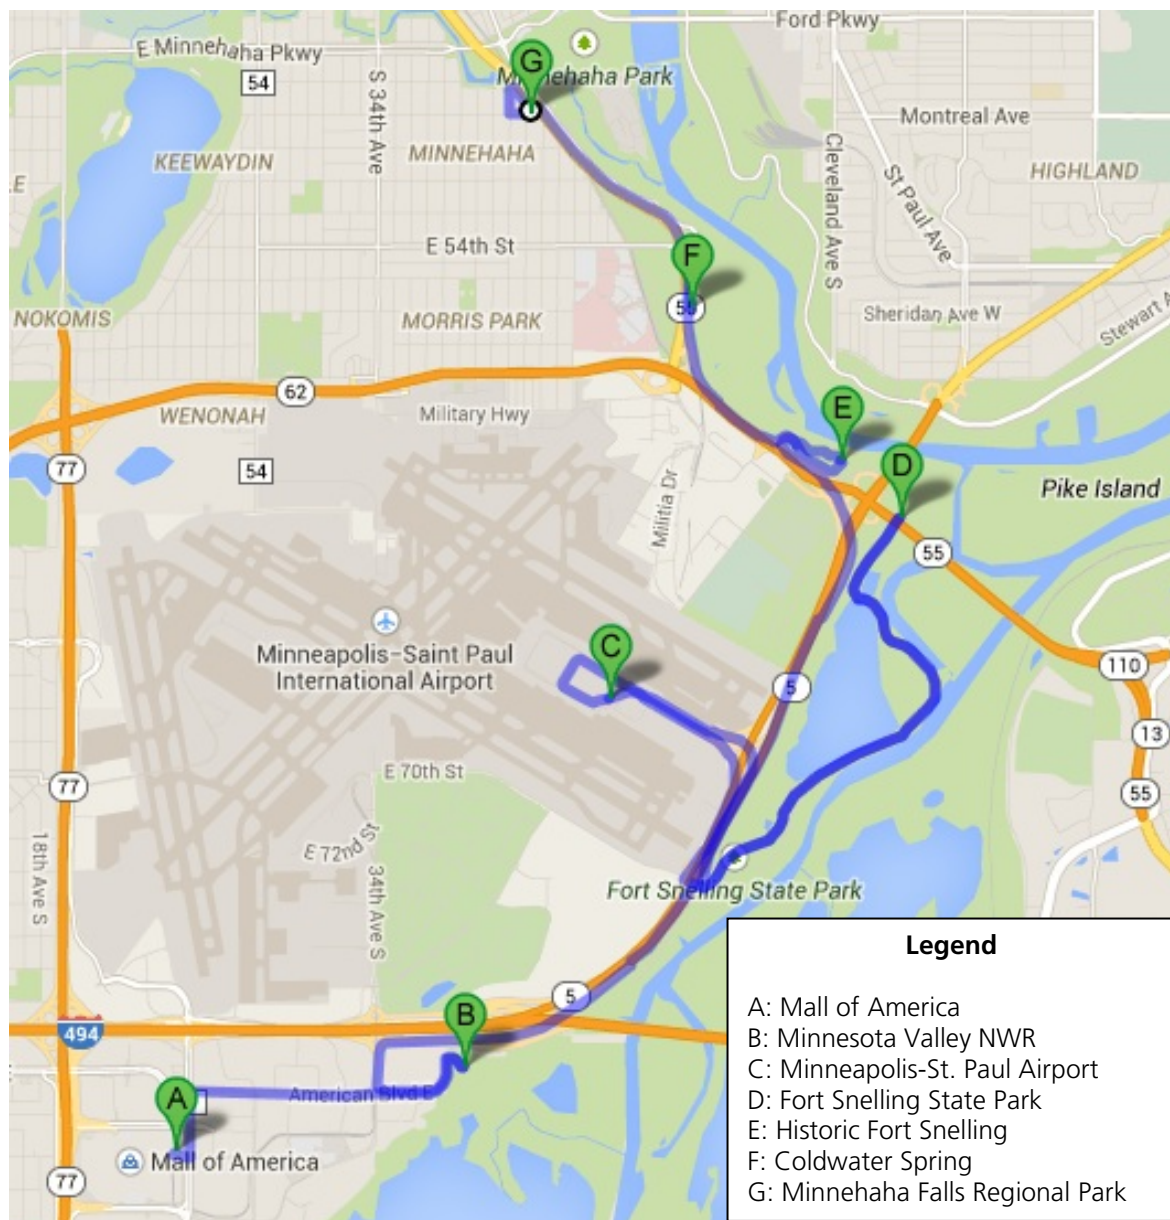 Ford Pkwy
E Minnehaha Pkwy
G
54
Minnehaha Park
S 34th Ave
Montreal Ave
KEEWAYDIN
MINNEHAHA
Cleveland Ave S
St Paul Ave
HIGHLAND
LE
E 54th St
F
NOKOMIS
MORRIS PARK
55
Sheridan Ave W
Stewart A
62
WENONAH
Military Hwy
E
77
54
D
Militia Dr
Pike Island
55
Minneapolis-Saint Paul
International Airport
C
110
5
13
E 70th St
77
55
18th Ave S
E 72nd St
34th Ave S
Fort Snelling State Park
5
B
494
American Blvd E
A
Mall of America
77
Legend
A: Mall of America
B: Minnesota Valley NWR
C: Minneapolis-St. Paul Airport
D: Fort Snelling State Park
E: Historic Fort Snelling
F: Coldwater Spring
G: Minnehaha Falls Regional Park